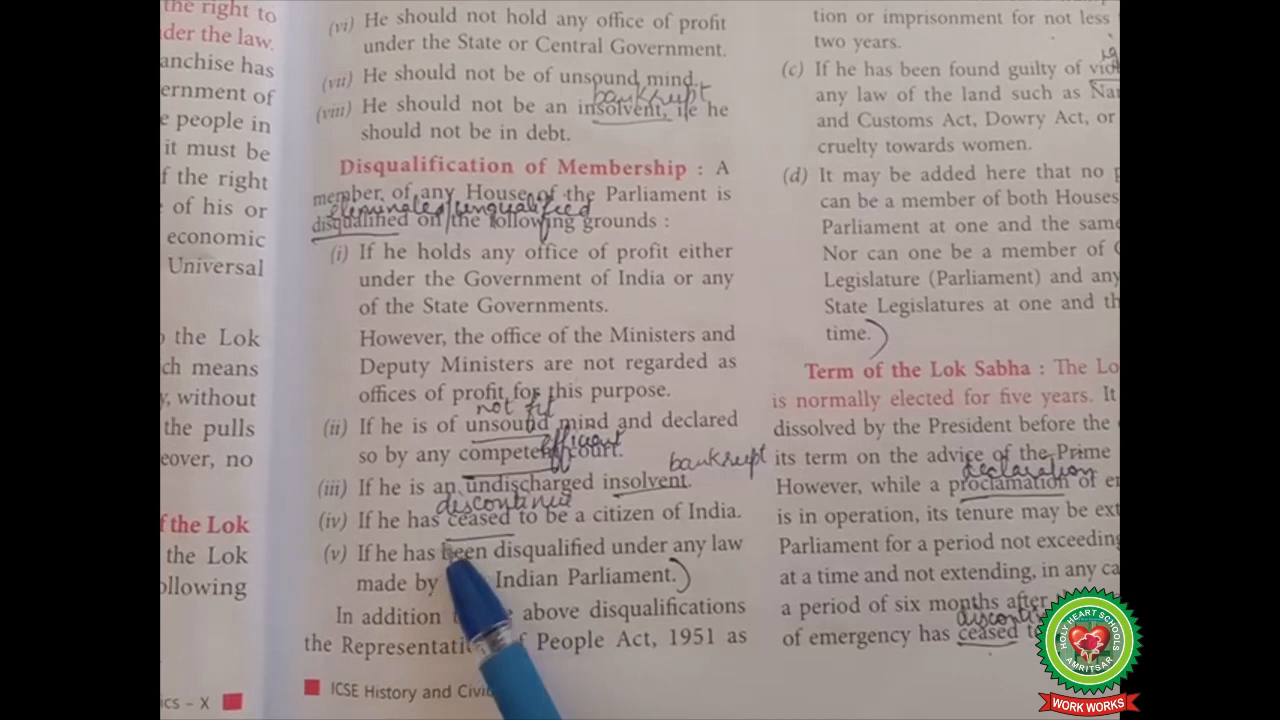 the right to
der the law.
anchise has
ernment of
e people in
it must be
f the right
of his or
economic
Universal
the Lok
ch means
y, without
the pulls
eover, no
f the Lok
the Lok
ollowing
ics – X
(vi) He should not hold any office of profit
under the State or Central Government.
(vii) He should not be of unsound mind.
bankrupt
(viii) He should not be an insolvent, i.e he
should not be in debt.
Disqualification of Membership : A
member of any House of the Parliament is
eleminated/unqualified
disqualified on the following grounds :
(i) If he holds any office of profit either
under the Government of India or any
of the State Governments.
However, the office of the Ministers and
Deputy Ministers are not regarded as
offices of profit for this purpose.
not fit
(ii) If he is of unsound mind and declared
efficent
so by any competent court.
bankrupt
(iii) If he is an undischarged insolvent.
discontinue
(iv) If he has ceased to be a citizen of India.
(v) If he has been disqualified under any law
made by Indian Parliament.)
In addition above disqualifications
the Representati f People Act, 1951 as
ICSE History and Civi
tion or imprisonment for not less
two years.
(c) If he has been found guilty of
any law of the land such as Nar
and Customs Act, Dowry Act, or
cruelty towards women.
(d) It may be added here that no p
can be a member of both Houses
Parliament at one and the same
Nor can one be a member of
Legislature (Parliament) and any
State Legislatures at one and th
time.)
Term of the Lok Sabha : The Lo
is normally elected for five years. It
dissolved by the President before the
its term on the advice of the Prime
declaration
However, while a proclamation of em
is in operation, its tenure may be ext
Parliament for a period not exceeding
at a time and not extending, in any ca
a period of six months after
disconti
of emergency has ceased t
HOLY HEART SCHOOLS
AMRITSAR
WORK WORKS